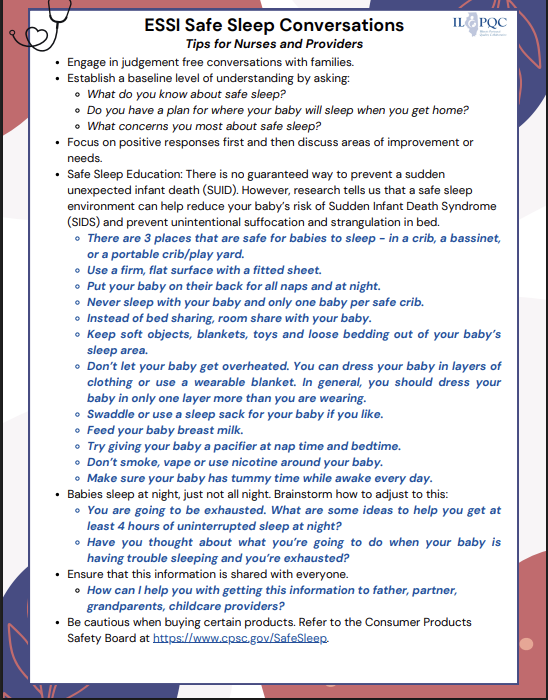 ESSI Safe Sleep Conversations
Tips for Nurses and Providers
IL PQC
• Engage in judgement free conversations with families.
• Establish a baseline level of understanding by asking:
◦ What do you know about safe sleep?
◦ Do you have a plan for where your baby will sleep when you get home?
◦ What concerns you most about safe sleep?
• Focus on positive responses first and then discuss areas of improvement or
needs.
• Safe Sleep Education: There is no guaranteed way to prevent a sudden
unexpected infant death (SUID). However, research tells us that a safe sleep
environment can help reduce your baby's risk of Sudden Infant Death Syndrome
(SIDS) and prevent unintentional suffocation and strangulation in bed.
◦ There are 3 places that are safe for babies to sleep - in a crib, a bassinet,
or a portable crib/play yard.
◦ Use a firm, flat surface with a fitted sheet.
◦ Put your baby on their back for all naps and at night.
◦ Never sleep with your baby and only one baby per safe crib.
◦ Instead of bed sharing, room share with your baby.
◦ Keep soft objects, blankets, toys and loose bedding out of your baby's
sleep area.
◦ Don't let your baby get overheated. You can dress your baby in layers of
clothing or use a wearable blanket. In general, you should dress your
baby in only one layer more than you are wearing.
◦ Swaddle or use a sleep sack for your baby if you like.
◦ Feed your baby breast milk.
◦ Try giving your baby a pacifier at nap time and bedtime.
◦ Don't smoke, vape or use nicotine around your baby.
◦ Make sure your baby has tummy time while awake every day.
• Babies sleep at night, just not all night. Brainstorm how to adjust to this:
◦ You are going to be exhausted. What are some ideas to help you get at
least 4 hours of uninterrupted sleep at night?
◦ Have you thought about what you're going to do when your baby is
having trouble sleeping and you're exhausted?
• Ensure that this information is shared with everyone.
◦ How can I help you with getting this information to father, partner,
grandparents, childcare providers?
• Be cautious when buying certain products. Refer to the Consumer Products
Safety Board at https://www.cpsc.gov/SafeSleep.